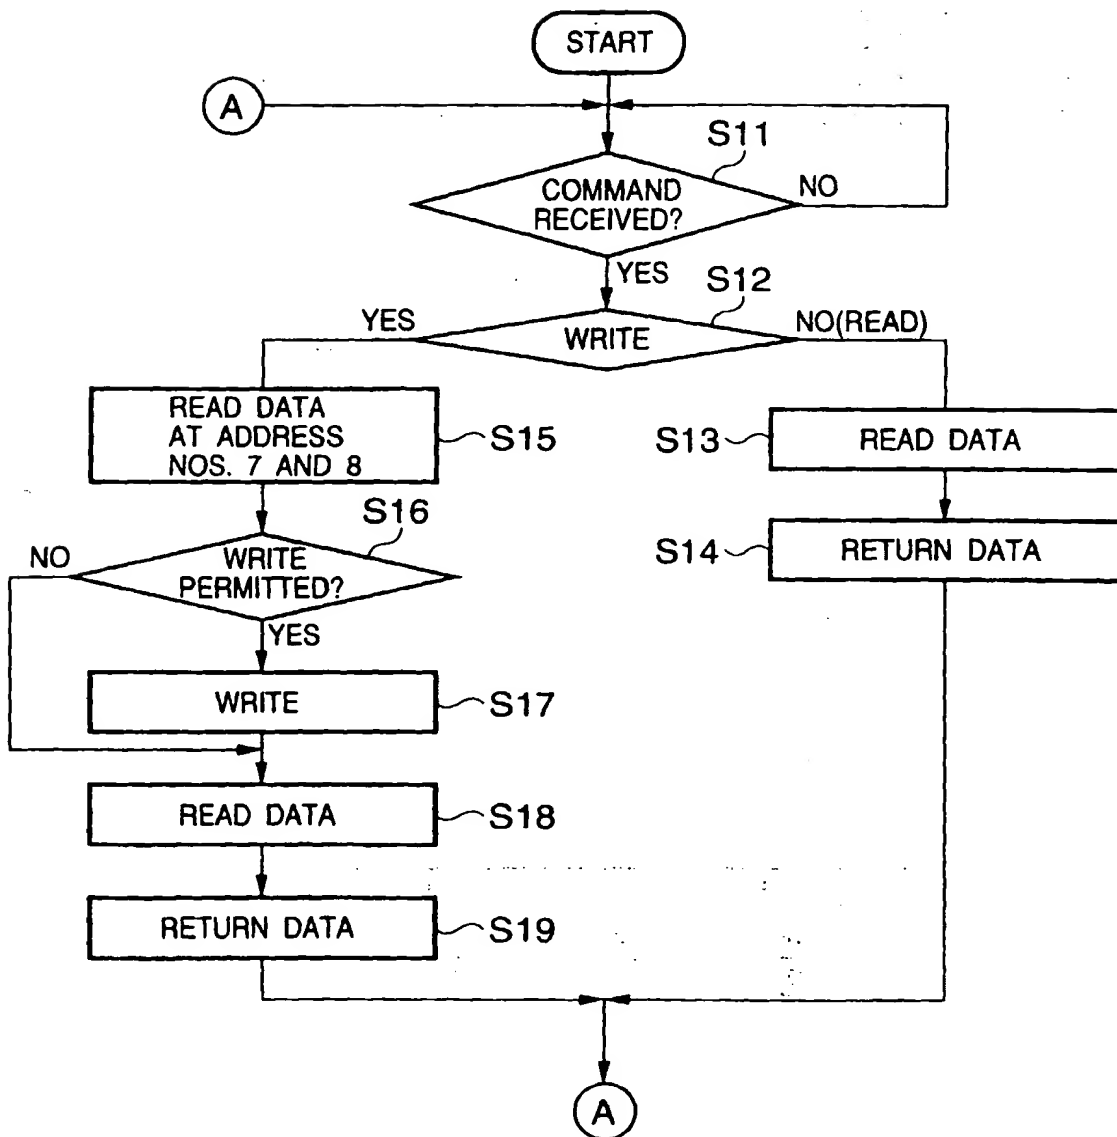 START
A
S11
COMMAND
RECEIVED?
NO
YES
S12
YES
WRITE
NO(READ)
READ DATA
AT ADDRESS
NOS. 7 AND 8
S15
S13
READ DATA
S16
NO
WRITE
PERMITTED?
S14
RETURN DATA
YES
WRITE
S17
READ DATA
S18
RETURN DATA
S19
A